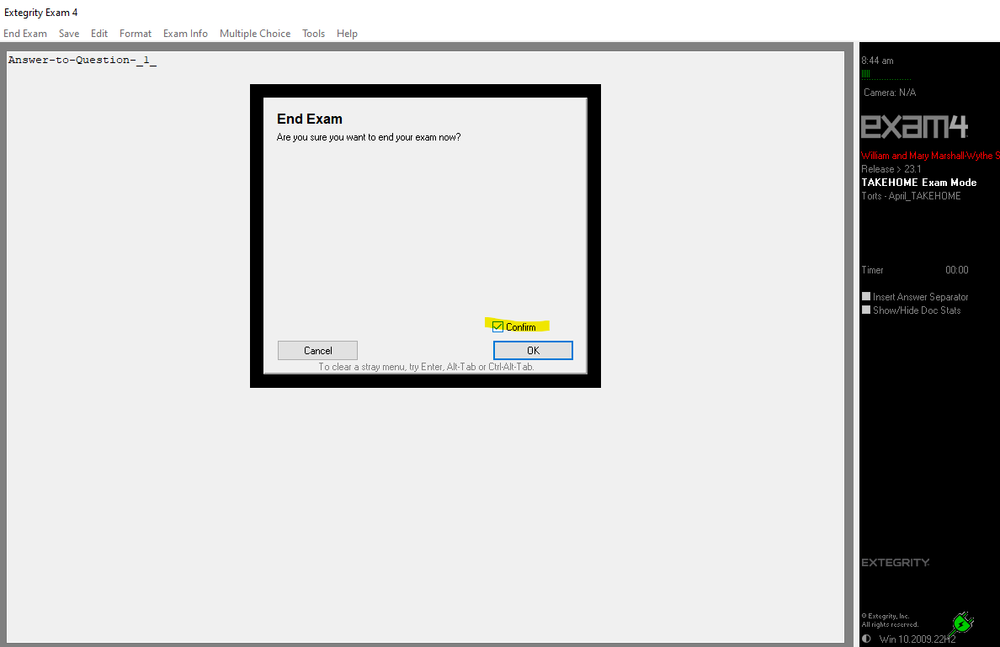 Extegrity Exam 4
End Exam Save Edit Format Exam Info Multiple Choice Tools Help
Answer-to-Question-_1_
End Exam
Are you sure you want to end your exam now?
Confirm
Cancel OK
To clear a stray menu, try Enter, Alt-Tab or Ctrl-Alt-Tab.
8:44 am
Camera: N/A
exam4
William and Mary Marshall-Wythe S
Release > 23.1
TAKEHOME Exam Mode
Torts - April_TAKEHOME
Timer 00:00
Insert Answer Separator
Show/Hide Doc Stats
EXTEGRITY
© Extegrity, Inc.
All rights reserved.
Win 10.2009.22H2